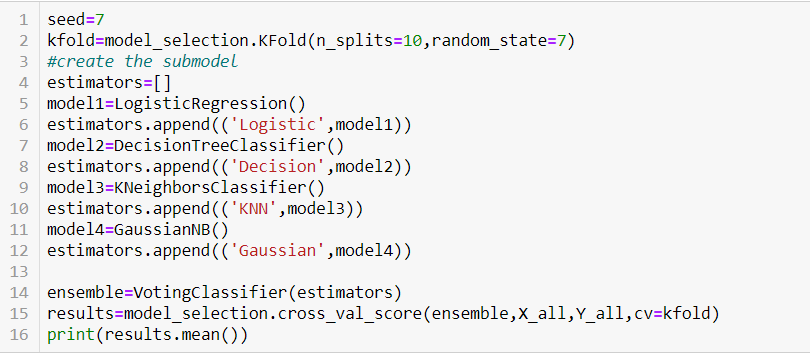 1 seed=7
2 kfold=model_selection.KFold(n_splits=10,random_state=7)
3 #create the submodel
4 estimators=[]
5 model1=LogisticRegression()
6 estimators.append(('Logistic',model1))
7 model2=DecisionTreeClassifier()
8 estimators.append(('Decision',model2))
9 model3=KNeighborsClassifier()
10 estimators.append(('KNN',model3))
11 model4=GaussianNB()
12 estimators.append(('Gaussian',model4))
13
14 ensemble=VotingClassifier(estimators)
15 results=model_selection.cross_val_score(ensemble,X_all,Y_all,cv=kfold)
16 print(results.mean())